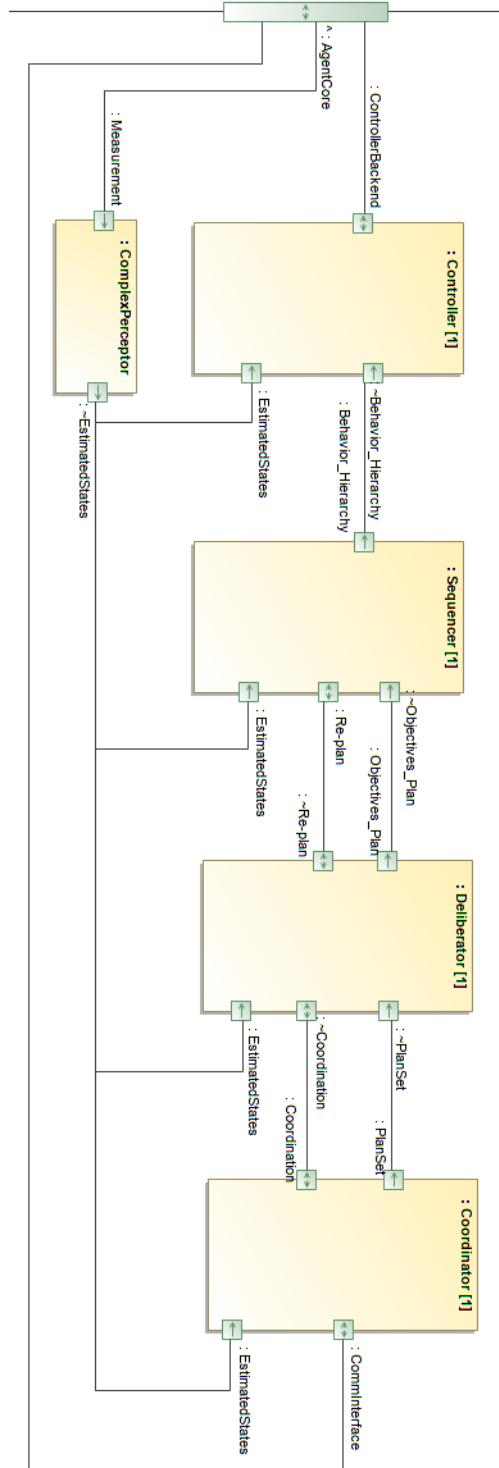 ^ : AgentCore
: ControllerBackend
: Measurement
: ComplexPerceptor
: ~EstimatedStates
: Controller [1]
: EstimatedStates
: ~Behavior_Hierarchy
: Behavior_Hierarchy
: Sequencer [1]
: EstimatedStates
: Re-plan
: ~Objectives_Plan
: ~Re-plan
: Objectives_Plan
: Deliberator [1]
: EstimatedStates
: ~Coordination
: ~PlanSet
: Coordination
: PlanSet
: Coordinator [1]
: EstimatedStates
: CommInterface